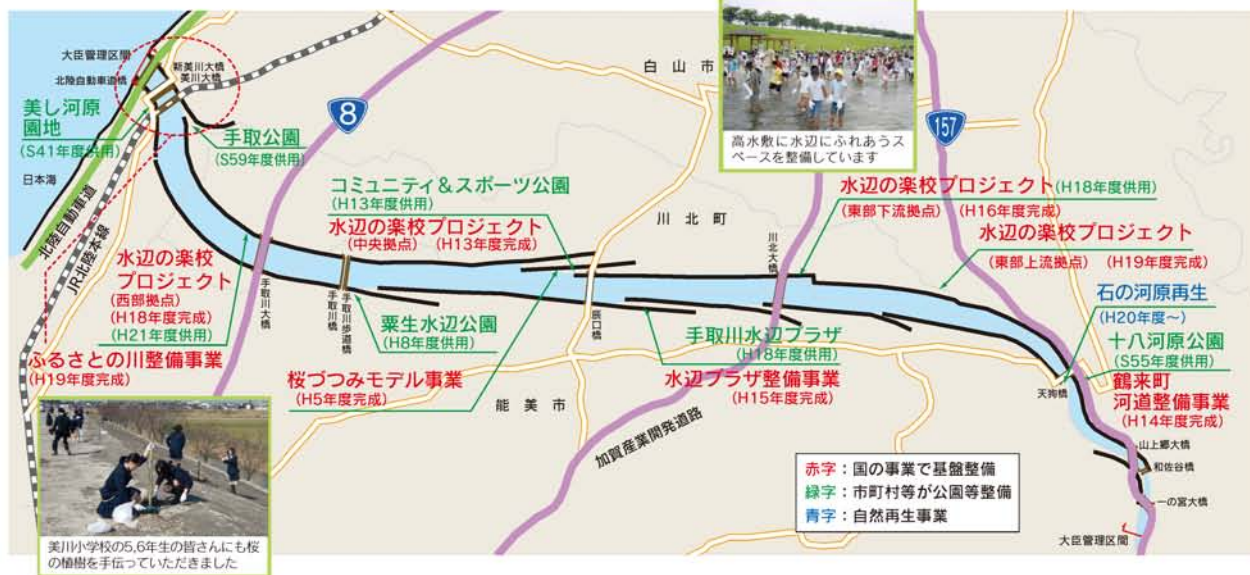 大臣管理区間
北陸自動車道橋
新美川大橋
美川大橋
美し河原
園地
(S41年度供用)
手取公園
(S59年度供用)
日本海
北陸自動車道
JR北陸本線
8
白山市
高水敷に水辺にふれあうス
ペースを整備しています
157
コミュニティ&スポーツ公園
(H13年度供用)
水辺の楽校プロジェクト
(中央拠点) (H13年度完成)
川北町
川北大橋
水辺の楽校プロジェクト(H18年度供用)
(東部下流拠点) (H16年度完成)
水辺の楽校プロジェクト
(東部上流拠点) (H19年度完成)
水辺の楽校
プロジェクト
(西部拠点)
(H18年度完成)
(H21年度供用)
ふるさとの川整備事業
(H19年度完成)
手取川大橋
手取川橋
手取川歩道橋
粟生水辺公園
(H8年度供用)
桜づつみモデル事業
(H5年度完成)
辰口橋
手取川水辺プラザ
(H18年度供用)
水辺プラザ整備事業
(H15年度完成)
能美市
加賀産業開発道路
石の河原再生
(H20年度~)
十八河原公園
(S55年度供用)
鶴来町
河道整備事業
(H14年度完成)
天狗橋
山上郷大橋
和佐谷橋
一の宮大橋
大臣管理区間
赤字:国の事業で基盤整備
緑字:市町村等が公園等整備
青字:自然再生事業
美川小学校の5,6年生の皆さんにも桜
の植樹を手伝っていただきました